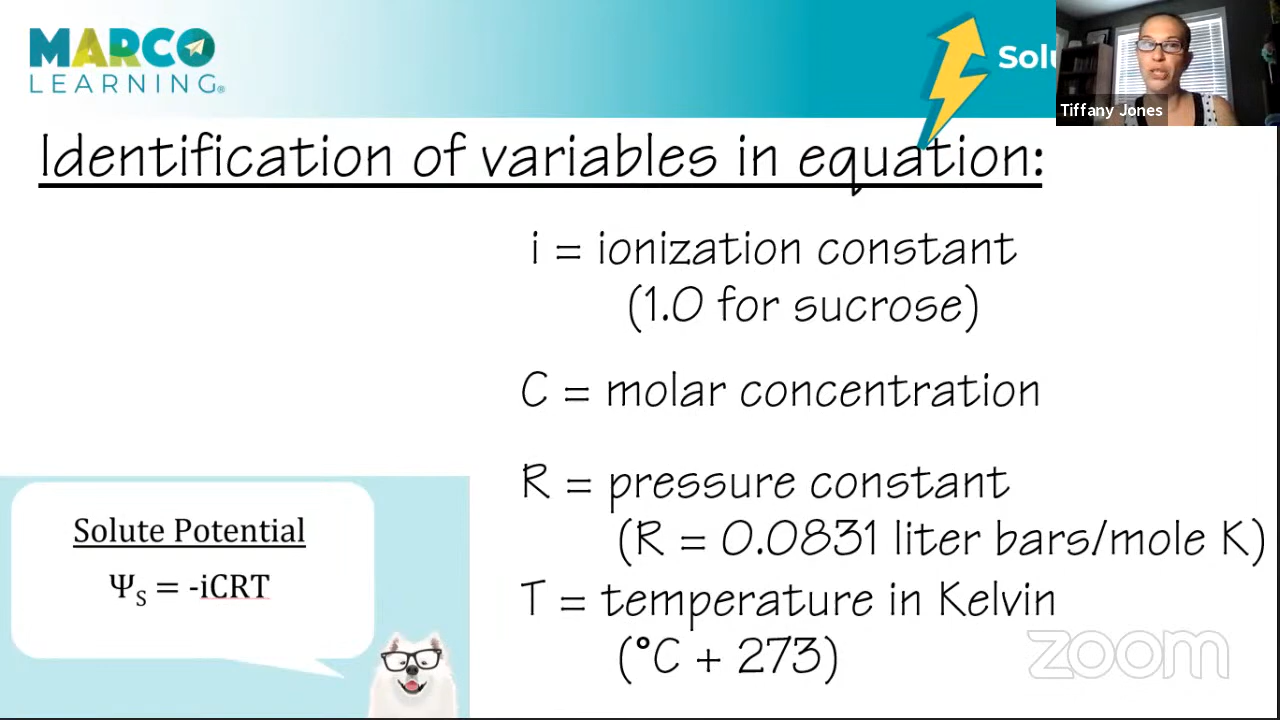 MARCO
LEARNING®
Tiffany Jones
Identification of variables in equation:
i = ionization constant
(1.0 for sucrose)
C = molar concentration
R = pressure constant
(R = 0.0831 liter bars/mole K)
T = temperature in Kelvin
(°C + 273)
Solute Potential
Ψs = -iCRT
zoom